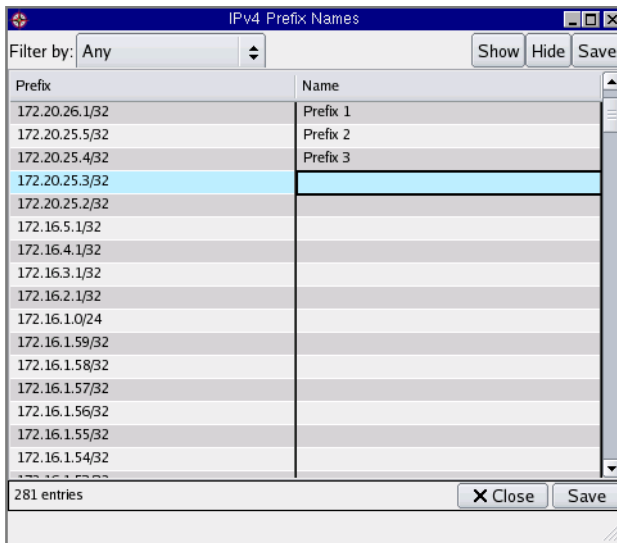 IPv4 Prefix Names
Filter by: Any Show Hide Save
Prefix Name
172.20.26.1/32 Prefix 1
172.20.25.5/32 Prefix 2
172.20.25.4/32 Prefix 3
172.20.25.3/32
172.20.25.2/32
172.16.5.1/32
172.16.4.1/32
172.16.3.1/32
172.16.2.1/32
172.16.1.0/24
172.16.1.59/32
172.16.1.58/32
172.16.1.57/32
172.16.1.56/32
172.16.1.55/32
172.16.1.54/32
281 entries Close Save